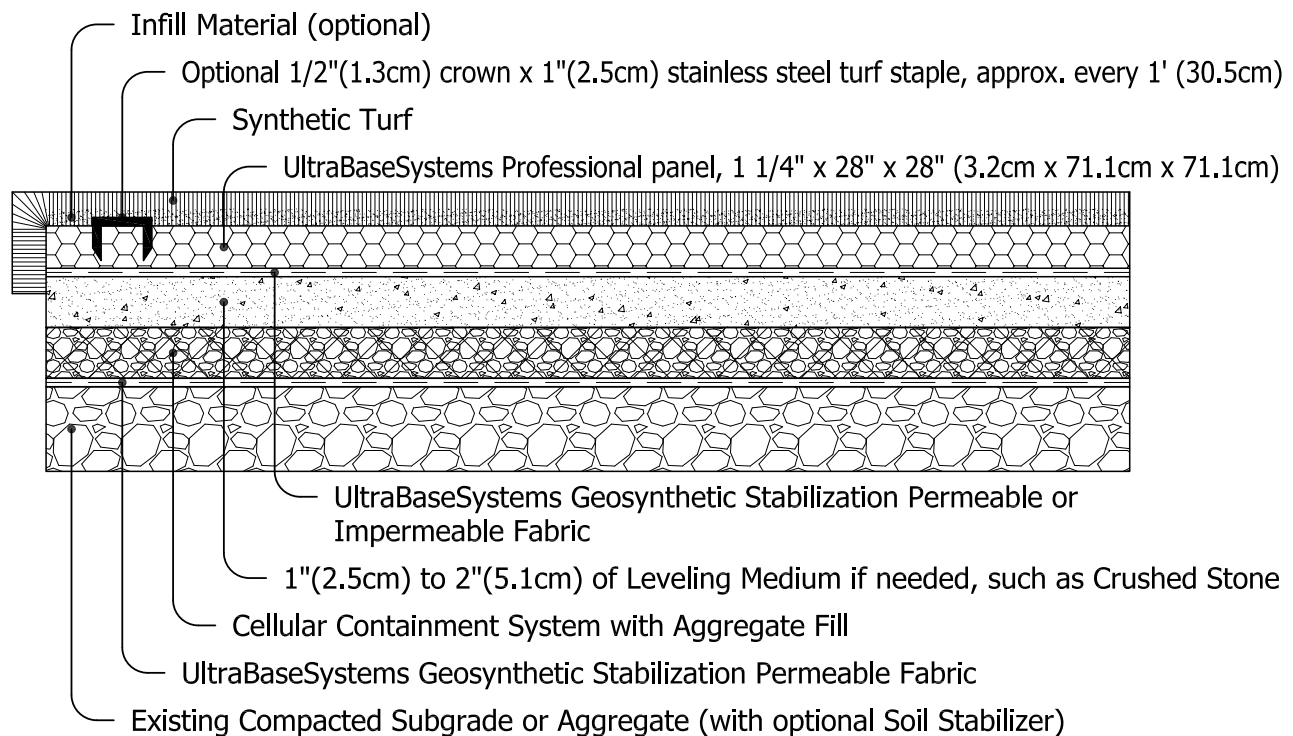 Infill Material (optional)
Optional 1/2"(1.3cm) crown x 1"(2.5cm) stainless steel turf staple, approx. every 1' (30.5cm)
Synthetic Turf
UltraBaseSystems Professional panel, 1 1/4" x 28" x 28" (3.2cm x 71.1cm x 71.1cm)
UltraBaseSystems Geosynthetic Stabilization Permeable or
Impermeable Fabric
1"(2.5cm) to 2"(5.1cm) of Leveling Medium if needed, such as Crushed Stone
Cellular Containment System with Aggregate Fill
UltraBaseSystems Geosynthetic Stabilization Permeable Fabric
Existing Compacted Subgrade or Aggregate (with optional Soil Stabilizer)